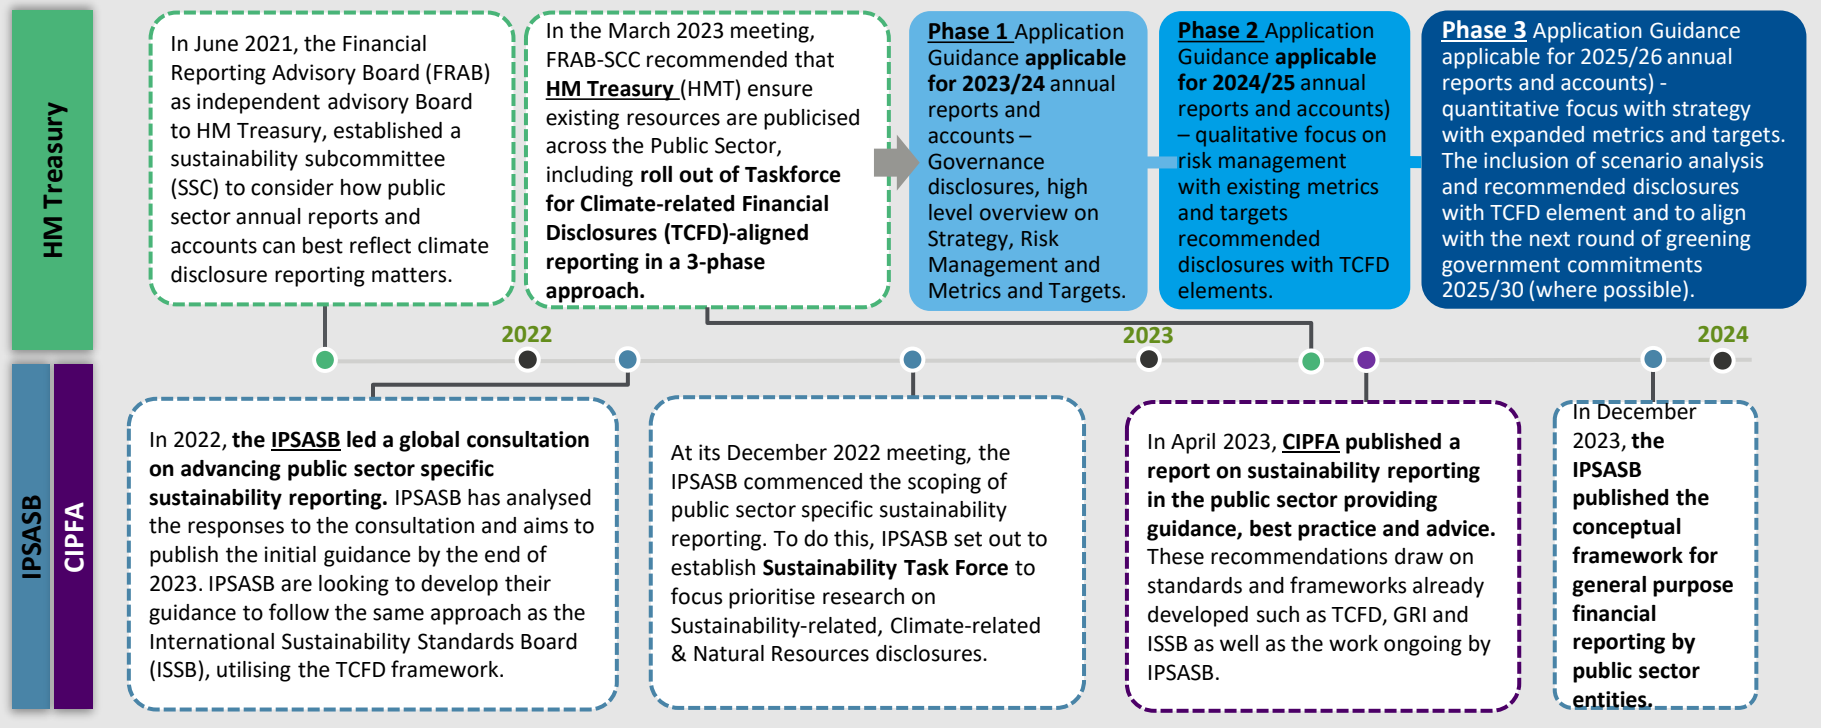 HM Treasury
In June 2021, the Financial
Reporting Advisory Board (FRAB)
as independent advisory Board
to HM Treasury, established a
sustainability subcommittee
(SSC) to consider how public
sector annual reports and
accounts can best reflect climate
disclosure reporting matters.
In the March 2023 meeting,
FRAB-SCC recommended that
HM Treasury (HMT) ensure
existing resources are publicised
across the Public Sector,
including roll out of Taskforce
for Climate-related Financial
Disclosures (TCFD)-aligned
reporting in a 3-phase
approach.
Phase 1 Application
Guidance applicable
for 2023/24 annual
reports and
accounts –
Governance
disclosures, high
level overview on
Strategy, Risk
Management and
Metrics and Targets.
Phase 2 Application
Guidance applicable
for 2024/25 annual
reports and accounts)
– qualitative focus on
risk management
with existing metrics
and targets
recommended
disclosures with TCFD
elements.
Phase 3 Application Guidance
applicable for 2025/26 annual
reports and accounts) -
quantitative focus with strategy
with expanded metrics and targets.
The inclusion of scenario analysis
and recommended disclosures
with TCFD element and to align
with the next round of greening
government commitments
2025/30 (where possible).
2022
2023
2024
IPSASB
CIPFA
In 2022, the IPSASB led a global consultation
on advancing public sector specific
sustainability reporting. IPSASB has analysed
the responses to the consultation and aims to
publish the initial guidance by the end of
2023. IPSASB are looking to develop their
guidance to follow the same approach as the
International Sustainability Standards Board
(ISSB), utilising the TCFD framework.
At its December 2022 meeting, the
IPSASB commenced the scoping of
public sector specific sustainability
reporting. To do this, IPSASB set out to
establish Sustainability Task Force to
focus prioritise research on
Sustainability-related, Climate-related
& Natural Resources disclosures.
In April 2023, CIPFA published a
report on sustainability reporting
in the public sector providing
guidance, best practice and advice.
These recommendations draw on
standards and frameworks already
developed such as TCFD, GRI and
ISSB as well as the work ongoing by
IPSASB.
In December
2023, the
IPSASB
published the
conceptual
framework for
general purpose
financial
reporting by
public sector
entities.